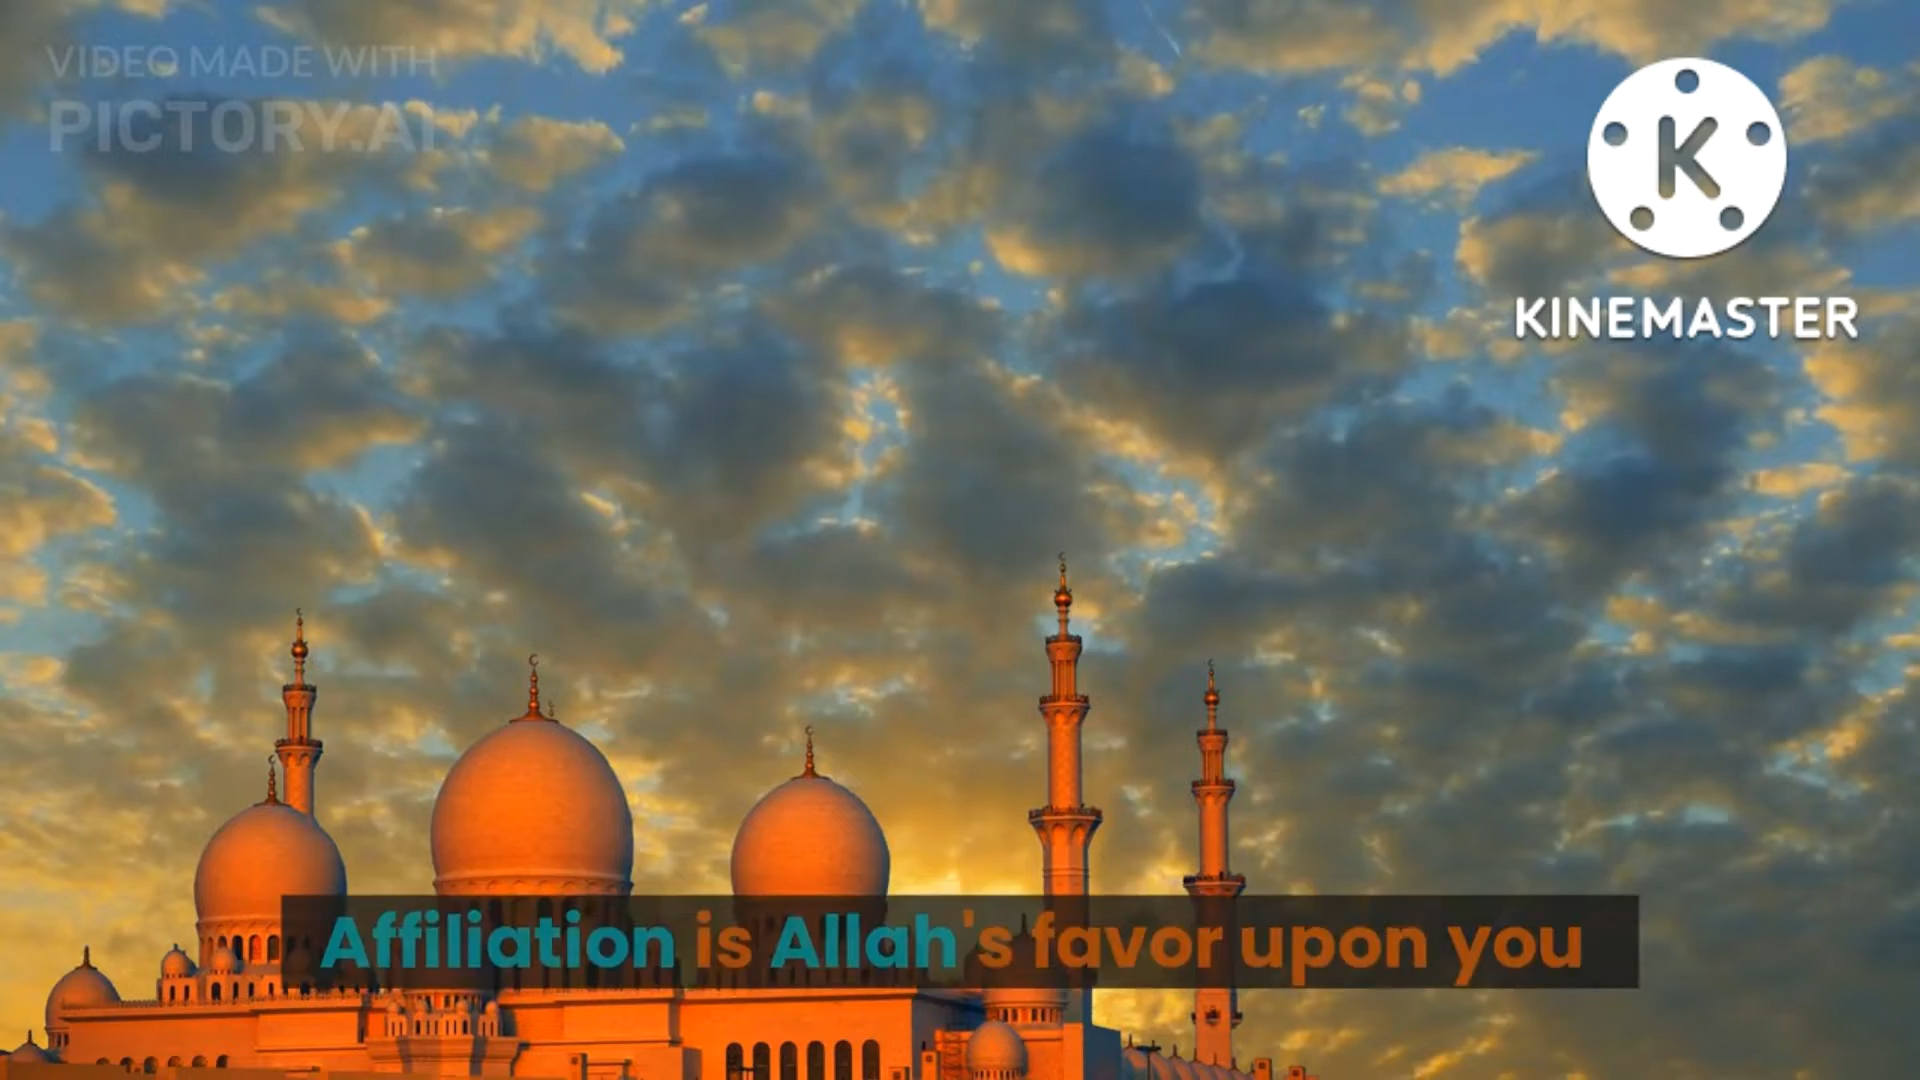 VIDEO MADE WITH
PICTORY.AI
K
KINEMASTER
Affiliation is Allah's favor upon you